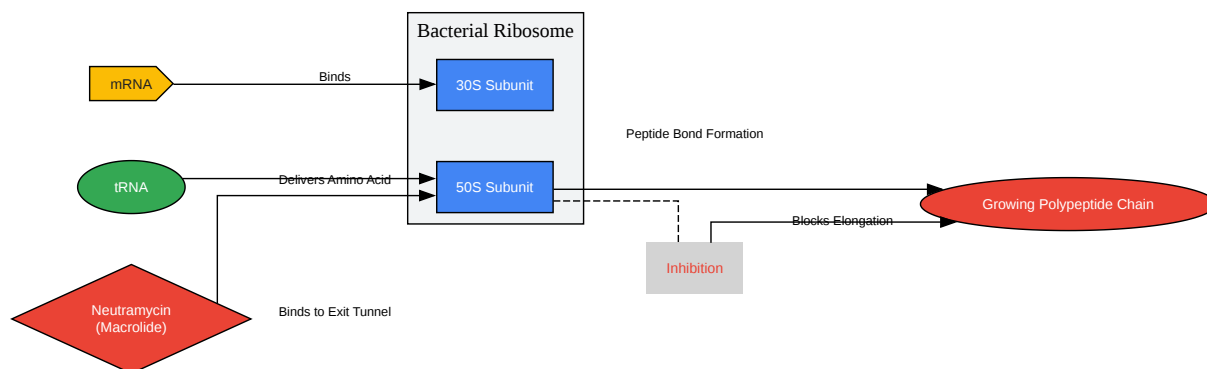 Bacterial Ribosome
mRNA
Binds
30S Subunit
Peptide Bond Formation
tRNA
Delivers Amino Acid
50S Subunit
Growing Polypeptide Chain
Blocks Elongation
Inhibition
Neutramycin
(Macrolide)
Binds to Exit Tunnel